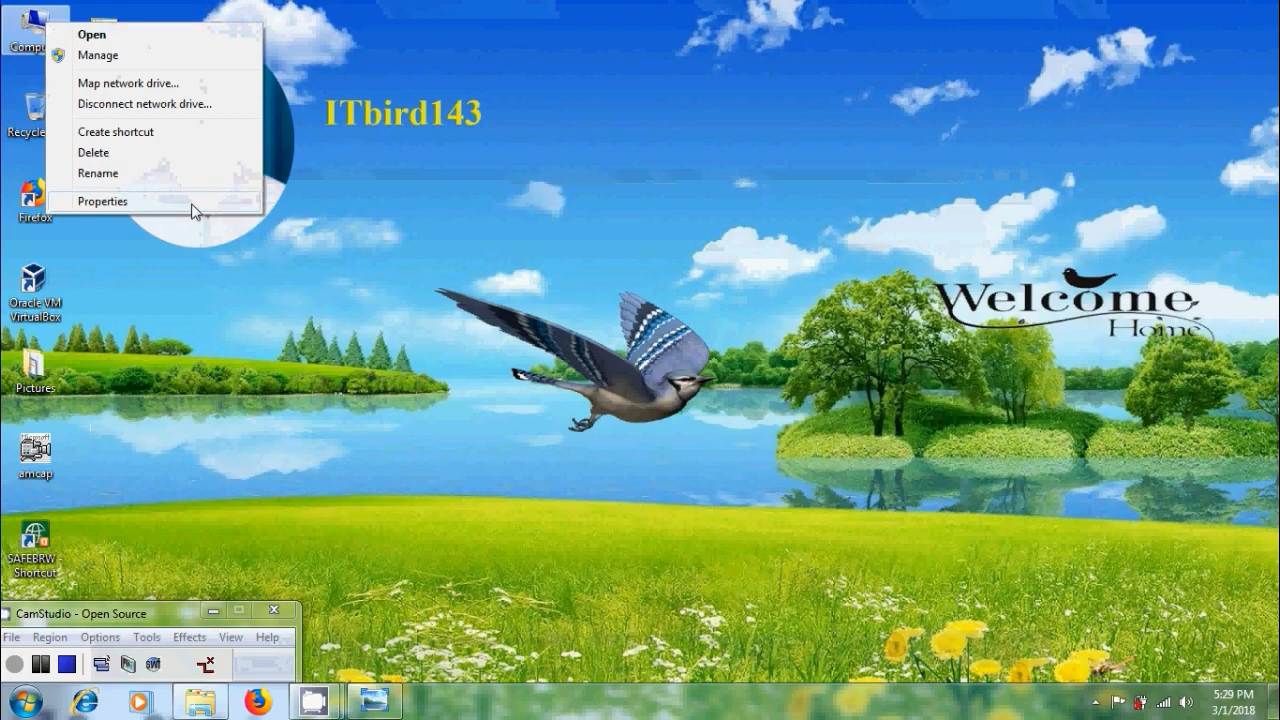 Open
Manage
Map network drive...
Disconnect network drive...
Create shortcut
Delete
Rename
Properties
Compu
Recycle
Firefox
Oracle VM
VirtualBox
Pictures
Microsoft
amcap
SAFEBRW
Shortcut
ITbird143
Welcome
Home
CamStudio - Open Source
File Region Options Tools Effects View Help
SWT
5:29 PM
3/1/2018